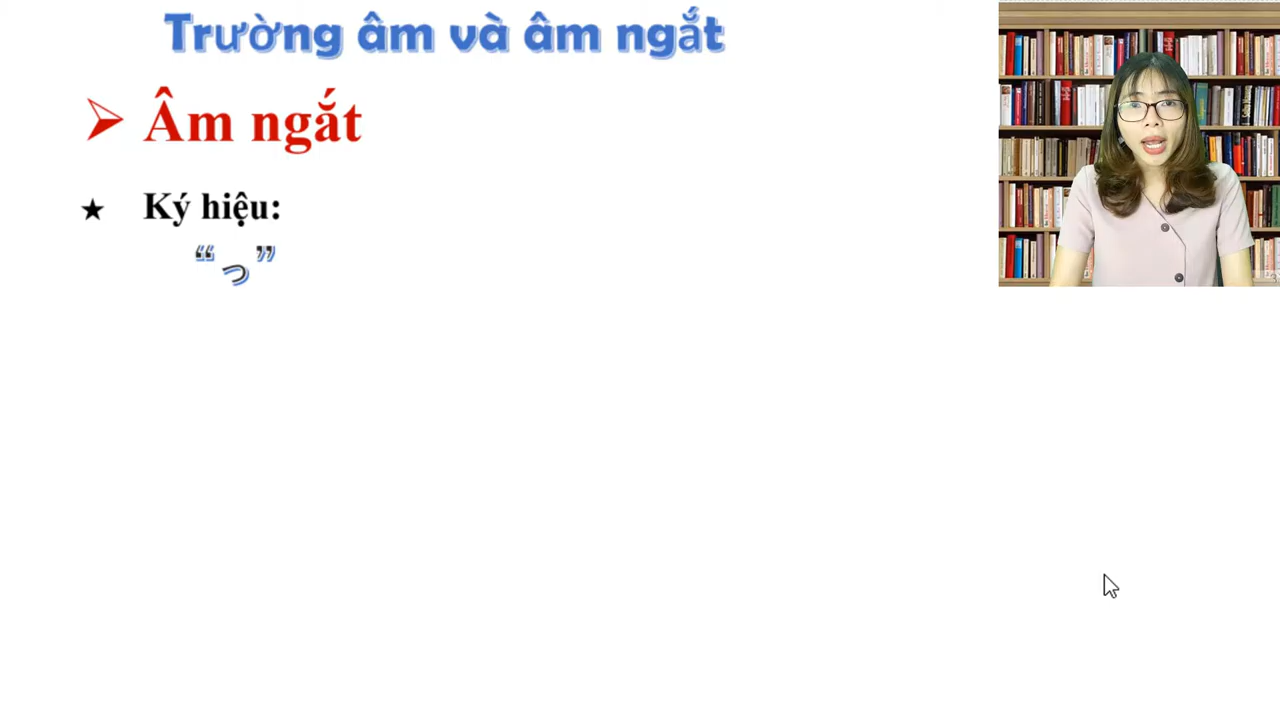 Trường âm và âm ngắt
Âm ngắt
Ký hiệu:
“っ”